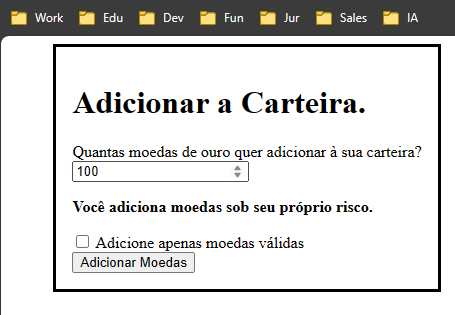 Work Edu Dev Fun Jur Sales IA
Adicionar a Carteira.
Quantas moedas de ouro quer adicionar à sua carteira?
100
Você adiciona moedas sob seu próprio risco.
Adicione apenas moedas válidas
Adicionar Moedas